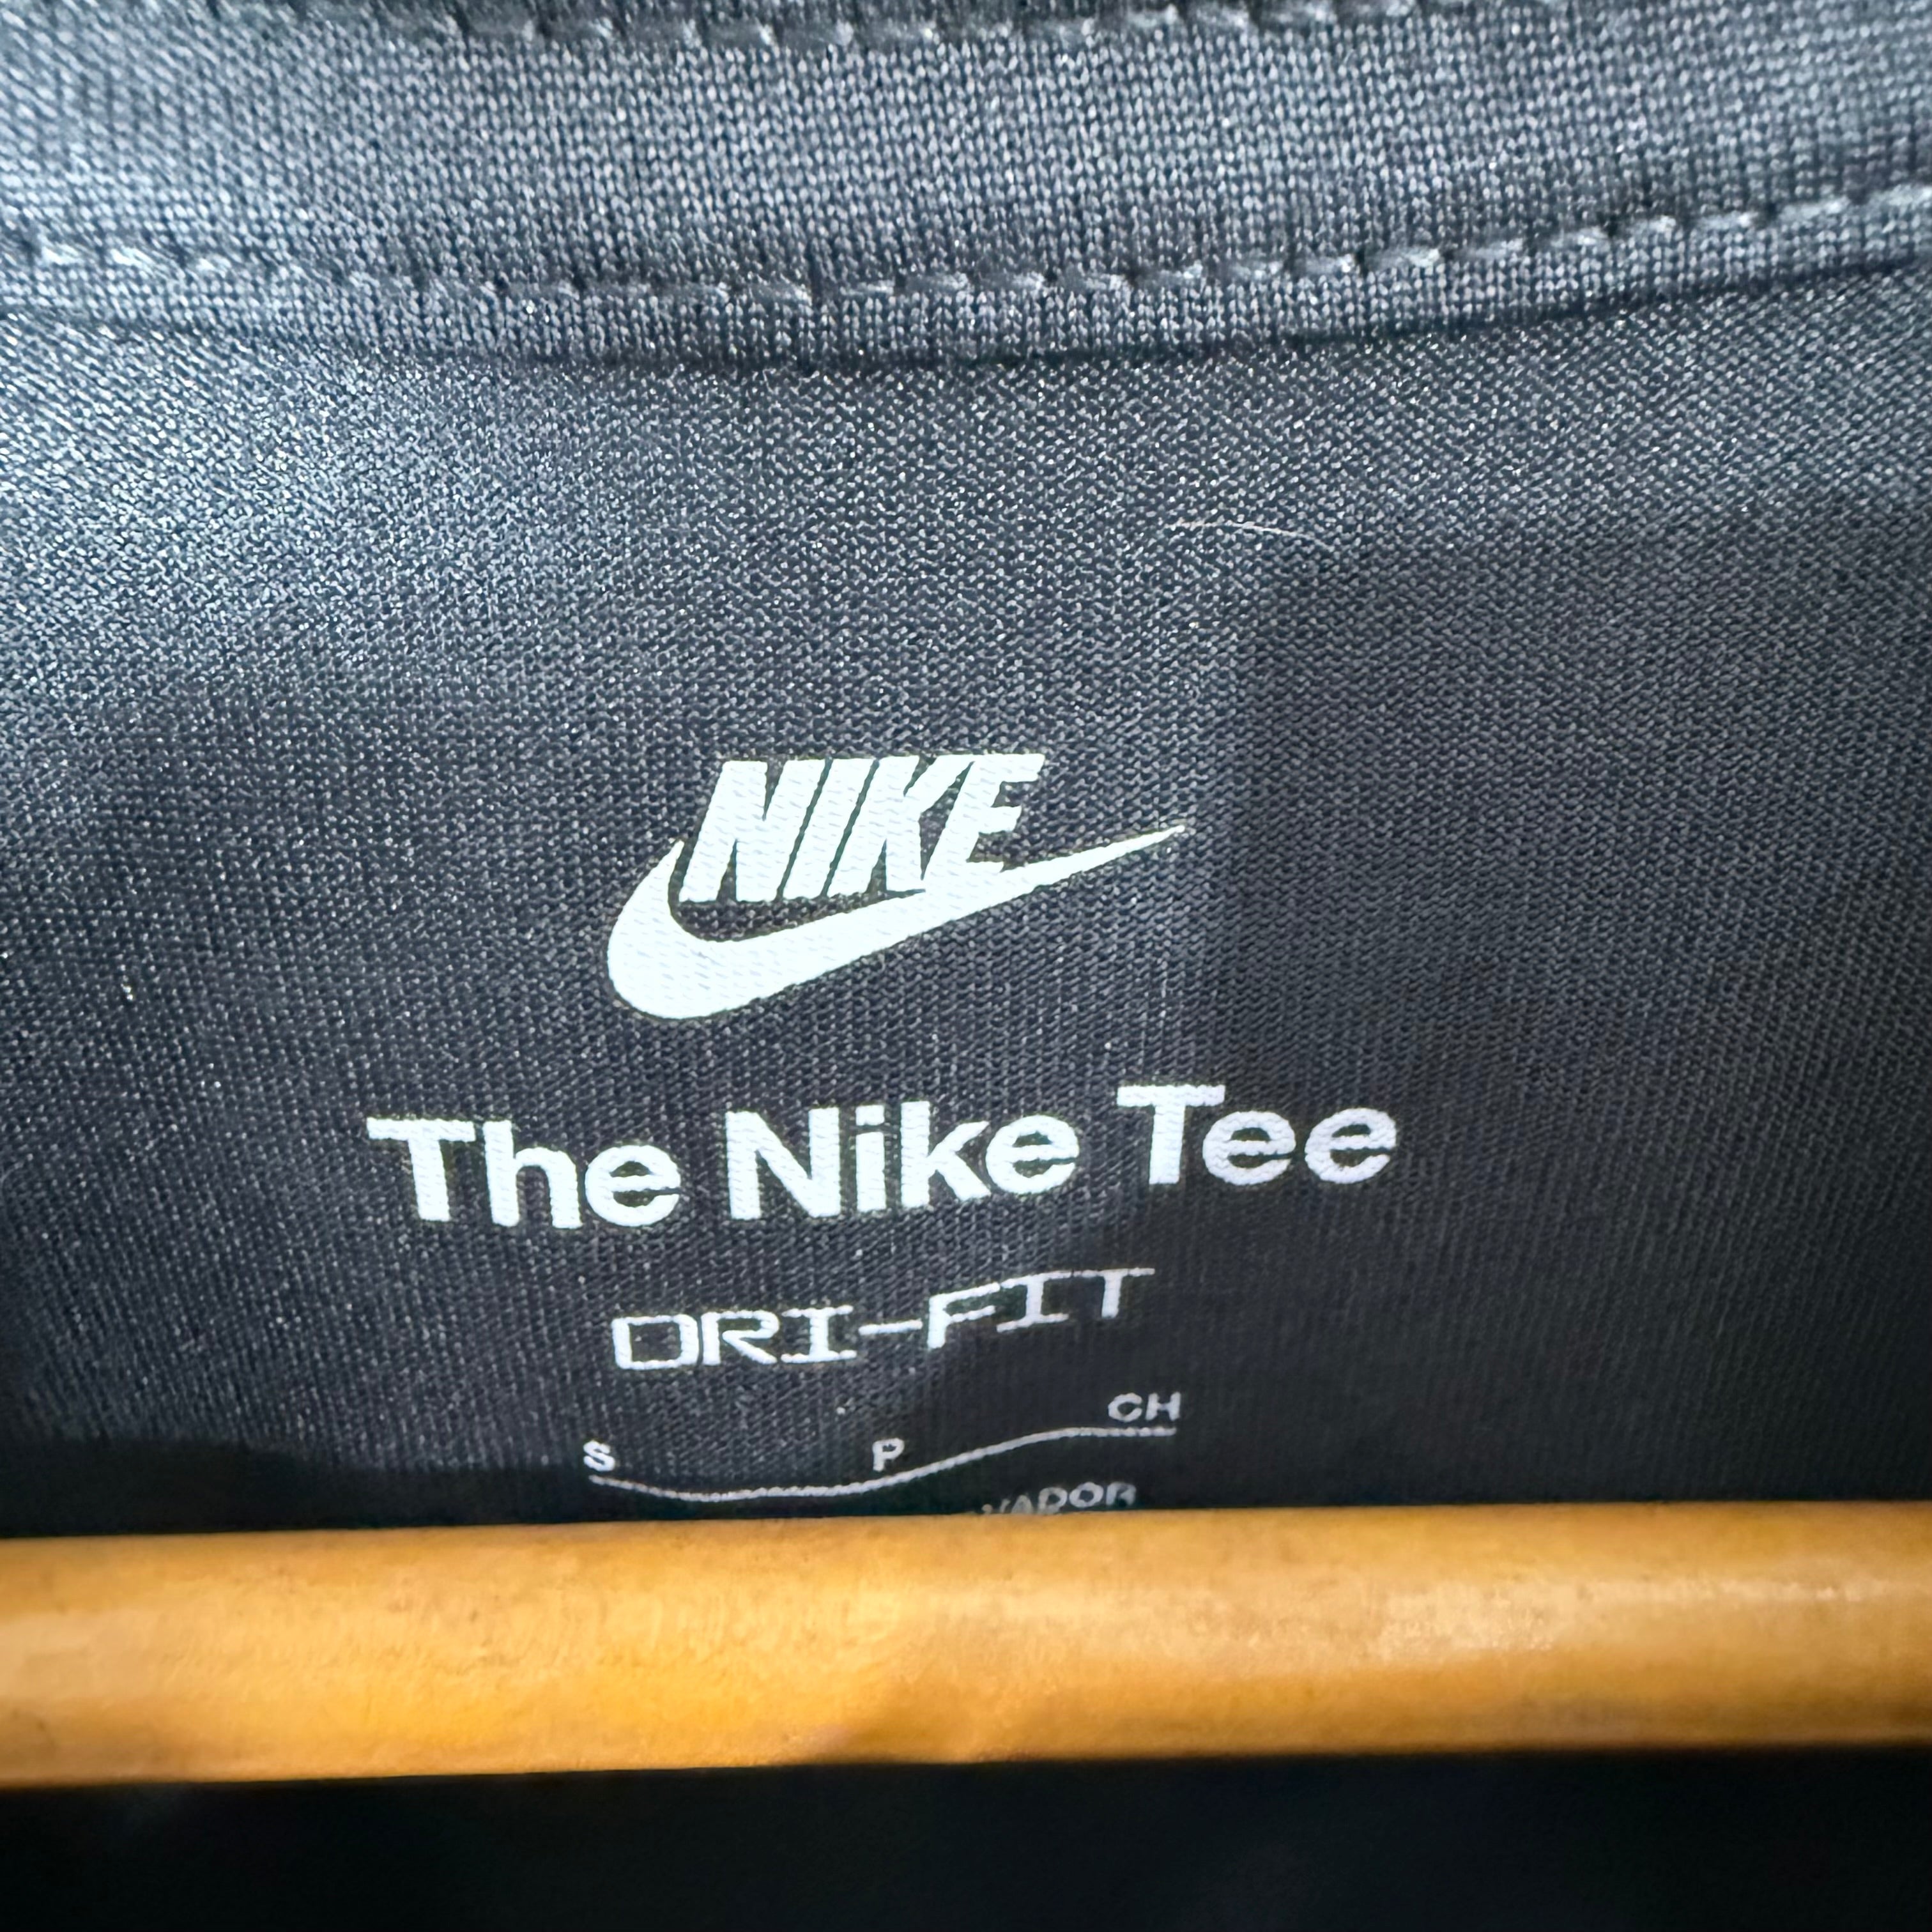 NIKE
The Nike Tee
DRI-FIT
S P CH